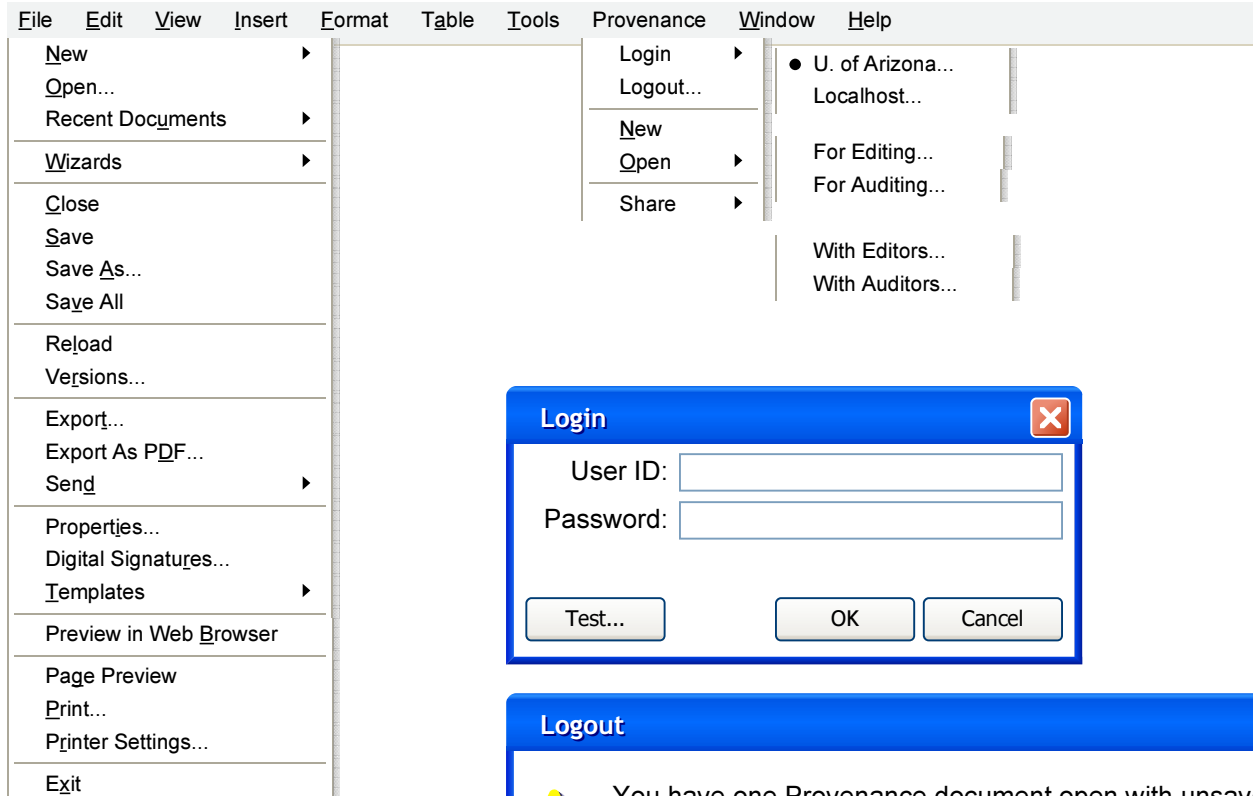 File Edit View Insert Format Table Tools Provenance Window Help
New
Open...
Recent Documents
Wizards
Close
Save
Save As...
Save All
Reload
Versions...
Export...
Export As PDF...
Send
Properties...
Digital Signatures...
Templates
Preview in Web Browser
Page Preview
Print...
Printer Settings...
Exit
Login
Logout...
New
Open
Share
U. of Arizona...
Localhost...
For Editing...
For Auditing...
With Editors...
With Auditors...
Login
User ID:
Password:
Test... OK Cancel
Logout
You have one Provenance document open with unsav